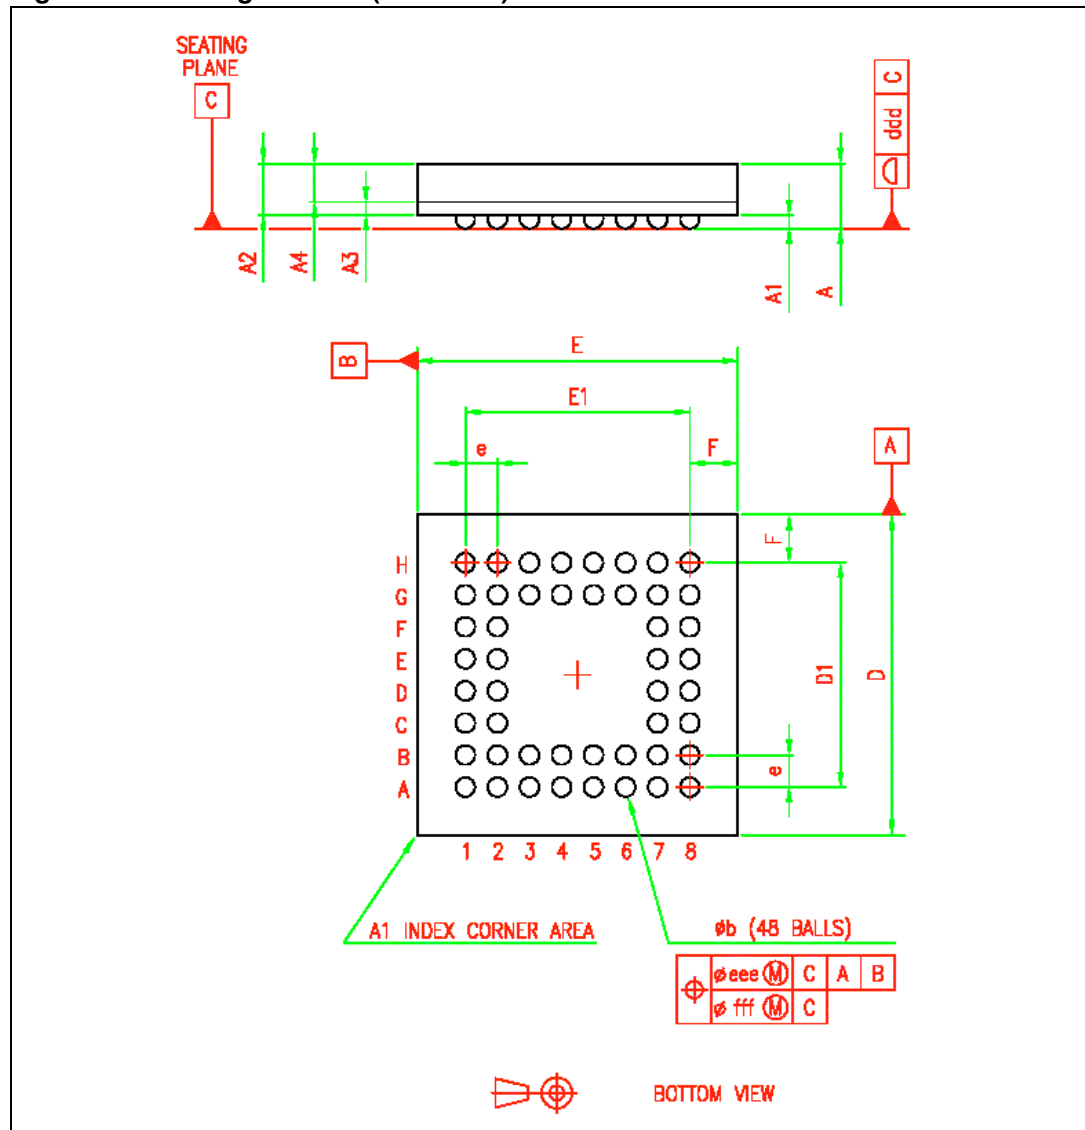 SEATING
PLANE
C
C
ddd
A2
A4
A3
A1
A
E
B
E1
A
e
F
F
H
G
F
E
D
C
B
A
D1
D
e
1 2 3 4 5 6 7 8
A1 INDEX CORNER AREA
øb (48 BALLS)
ø eee Ⓜ C A B
ø fff Ⓜ C
BOTTOM VIEW